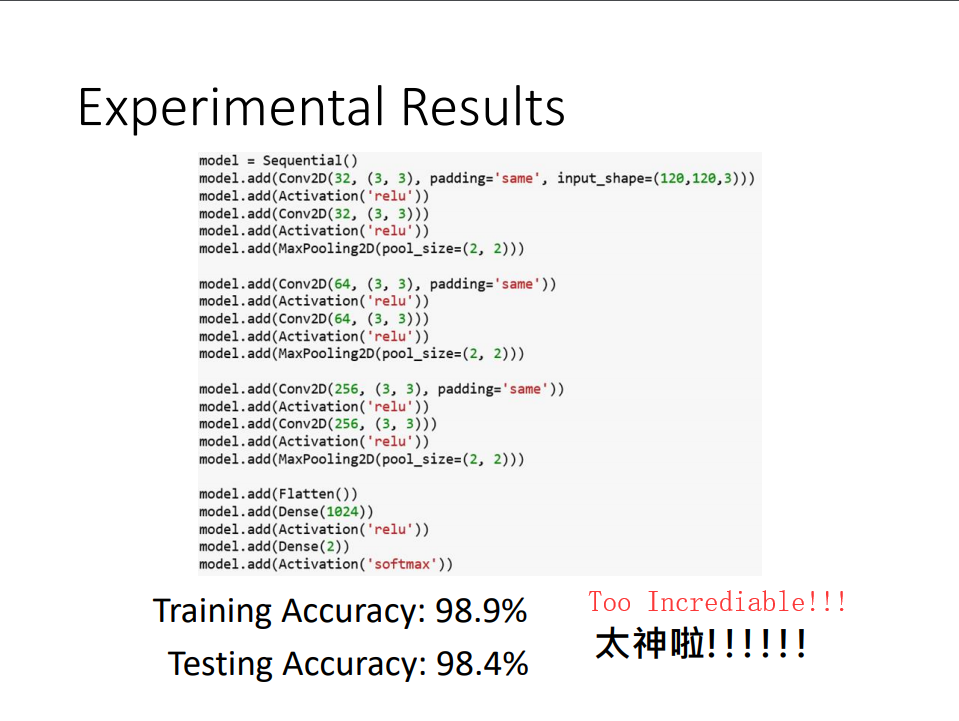 Experimental Results
model = Sequential()
model.add(Conv2D(32, (3, 3), padding='same', input_shape=(120,120,3)))
model.add(Activation('relu'))
model.add(Conv2D(32, (3, 3)))
model.add(Activation('relu'))
model.add(MaxPooling2D(pool_size=(2, 2)))
model.add(Conv2D(64, (3, 3), padding='same'))
model.add(Activation('relu'))
model.add(Conv2D(64, (3, 3)))
model.add(Activation('relu'))
model.add(MaxPooling2D(pool_size=(2, 2)))
model.add(Conv2D(256, (3, 3), padding='same'))
model.add(Activation('relu'))
model.add(Conv2D(256, (3, 3)))
model.add(Activation('relu'))
model.add(MaxPooling2D(pool_size=(2, 2)))
model.add(Flatten())
model.add(Dense(1024))
model.add(Activation('relu'))
model.add(Dense(2))
model.add(Activation('softmax'))
Training Accuracy: 98.9%
Testing Accuracy: 98.4%
Too Incrediable!!!
太神啦!!!!!!